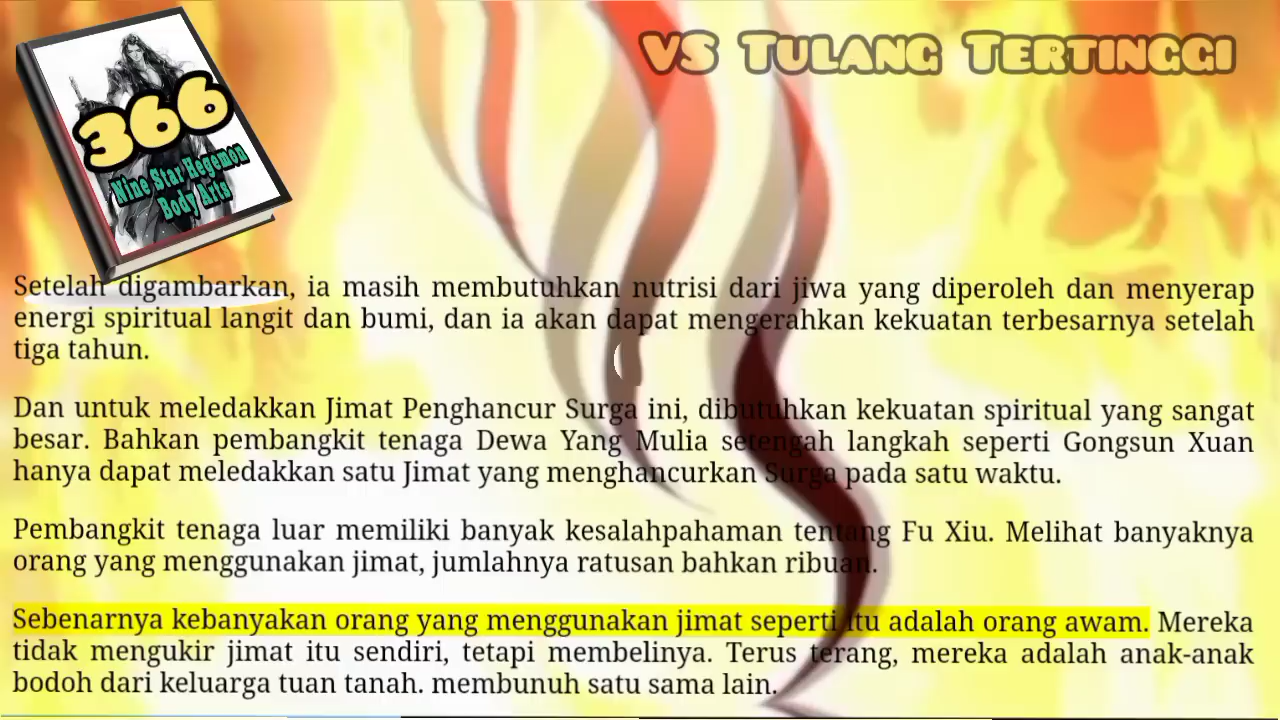 VS TULANG TERTINGGI
366
Nine Star Hegemon
Body Arts
Setelah digambarkan, ia masih membutuhkan nutrisi dari jiwa yang diperoleh dan menyerap
energi spiritual langit dan bumi, dan ia akan dapat mengerahkan kekuatan terbesarnya setelah
tiga tahun.
Dan untuk meledakkan Jimat Penghancur Surga ini, dibutuhkan kekuatan spiritual yang sangat
besar. Bahkan pembangkit tenaga Dewa Yang Mulia setengah langkah seperti Gongsun Xuan
hanya dapat meledakkan satu Jimat yang menghancurkan Surga pada satu waktu.
Pembangkit tenaga luar memiliki banyak kesalahpahaman tentang Fu Xiu. Melihat banyaknya
orang yang menggunakan jimat, jumlahnya ratusan bahkan ribuan.
Sebenarnya kebanyakan orang yang menggunakan jimat seperti itu adalah orang awam. Mereka
tidak mengukir jimat itu sendiri, tetapi membelinya. Terus terang, mereka adalah anak-anak
bodoh dari keluarga tuan tanah. membunuh satu sama lain.